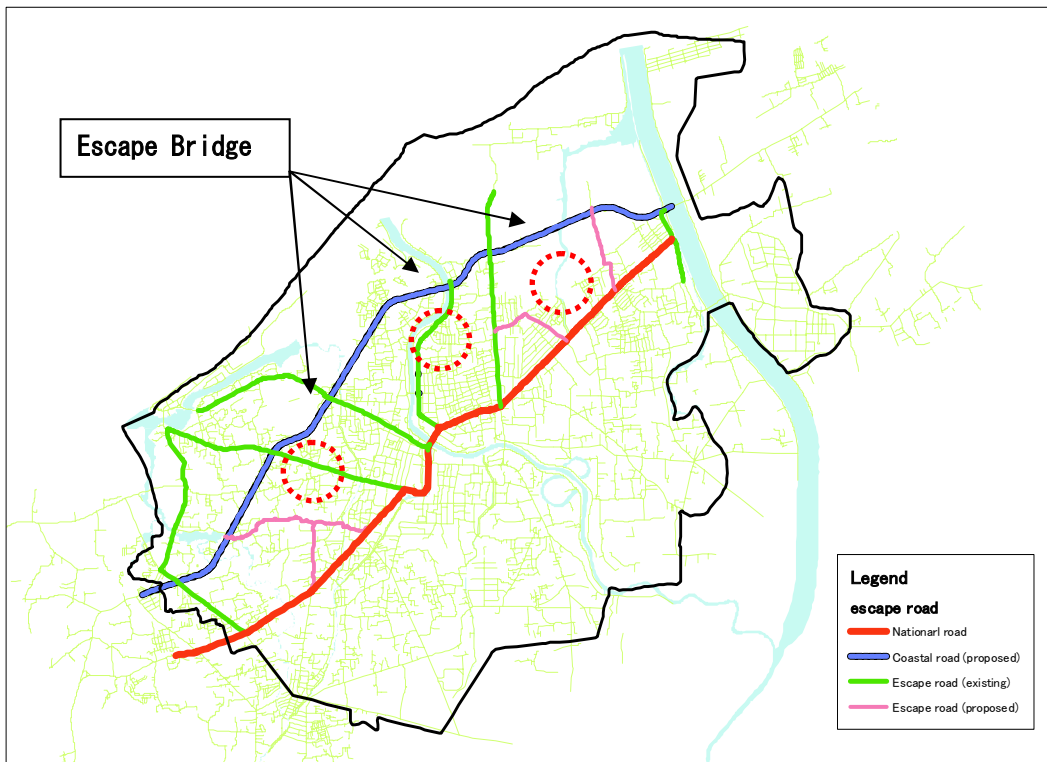 Escape Bridge
Legend
escape road
Nationarl road
Coastal road (proposed)
Escape road (existing)
Escape road (proposed)